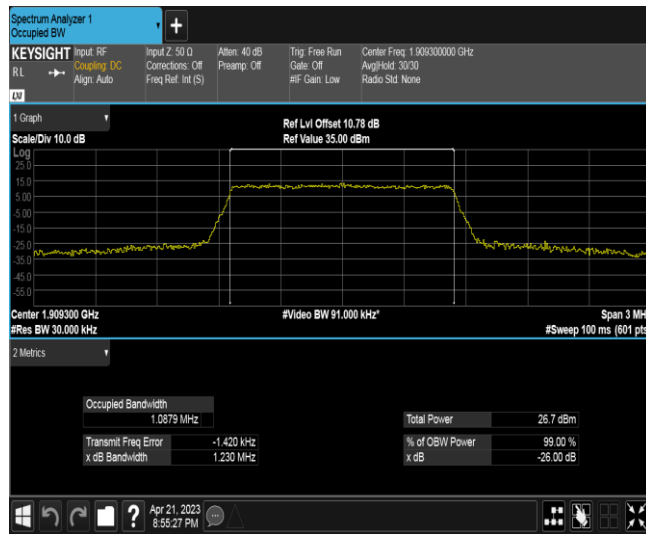 Spectrum Analyzer 1
Occupied BW
KEYSIGHT
Input: RF
Input Z: 50 Ω
Atten: 40 dB
Trig: Free Run
Center Freq: 1.909300000 GHz
R L
Coupling: DC
Corrections: Off
Preamp: Off
Gate: Off
Avg|Hold: 30/30
Align: Auto
Freq Ref: Int (S)
#IF Gain: Low
Radio Std: None
LXI
1 Graph
Ref Lvl Offset 10.78 dB
Scale/Div 10.0 dB
Ref Value 35.00 dBm
Log
25.0
15.0
5.00
-5.00
-15.0
-25.0
-35.0
-45.0
-55.0
Center 1.909300 GHz
#Video BW 91.000 kHz*
Span 3 MH
#Res BW 30.000 kHz
#Sweep 100 ms (601 pts
2 Metrics
Occupied Bandwidth
1.0879 MHz
Total Power
26.7 dBm
Transmit Freq Error
-1.420 kHz
% of OBW Power
99.00 %
x dB Bandwidth
1.230 MHz
x dB
-26.00 dB
?
Apr 21, 2023
8:55:27 PM